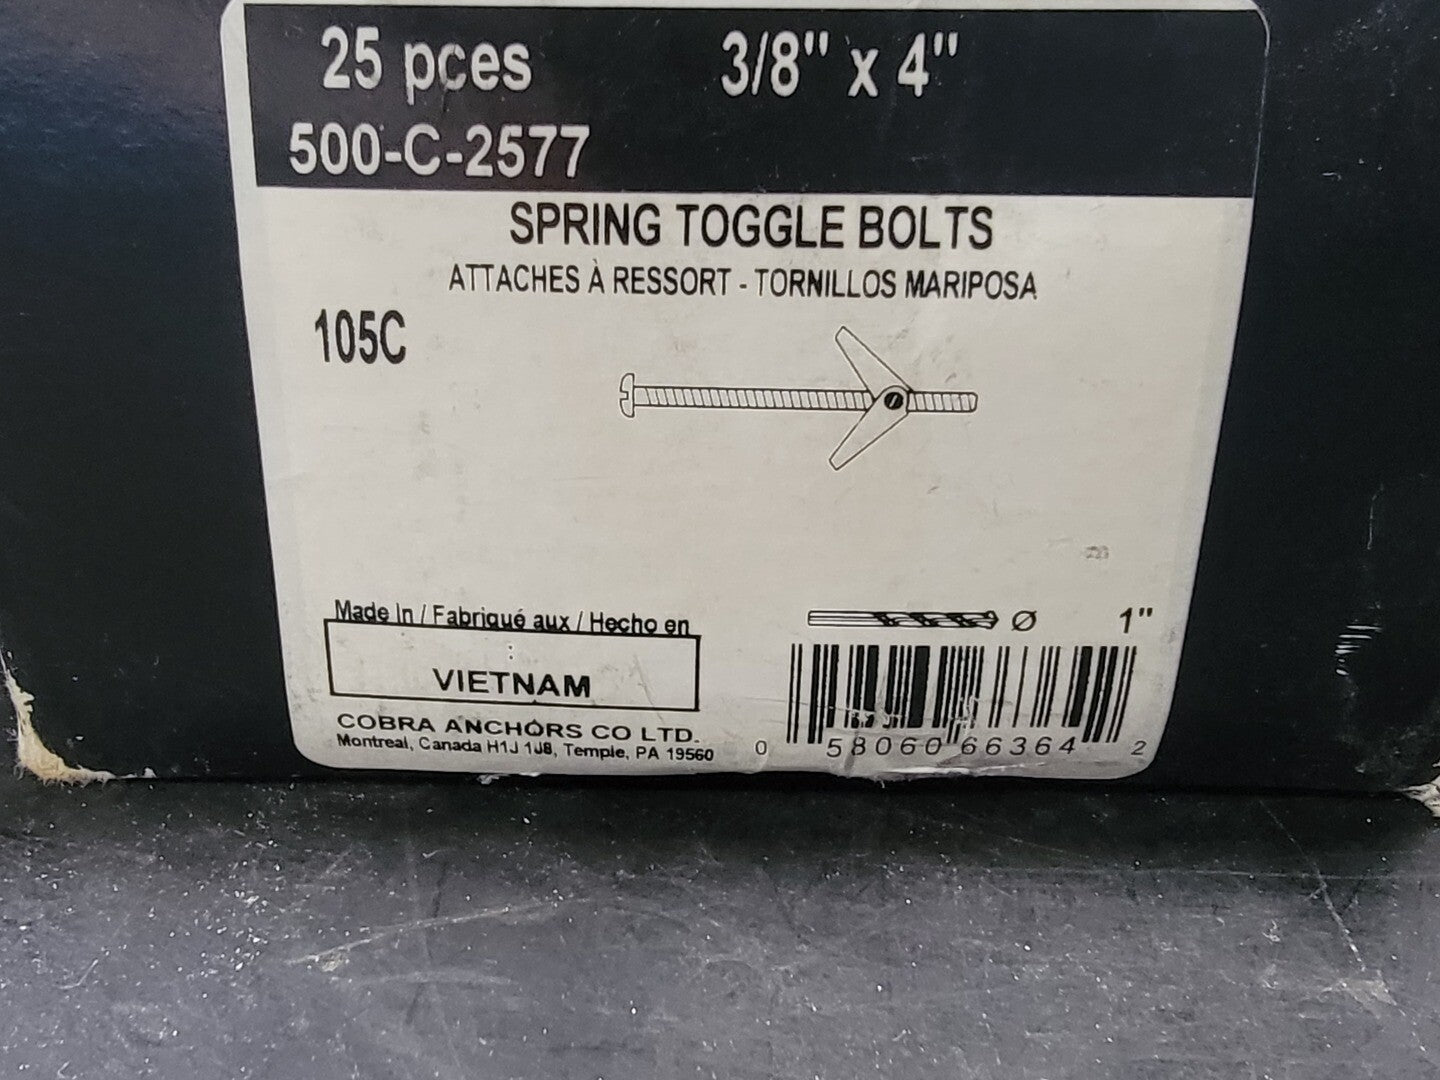 25 pces 3/8" x 4"
500-C-2577
SPRING TOGGLE BOLTS
ATTACHES À RESSORT - TORNILLOS MARIPOSA
105C
Made In / Fabriqué aux / Hecho en
VIETNAM
COBRA ANCHORS CO LTD.
Montreal, Canada H1J 1J8, Temple, PA 19560
Ø 1"
0 58060 66364 2